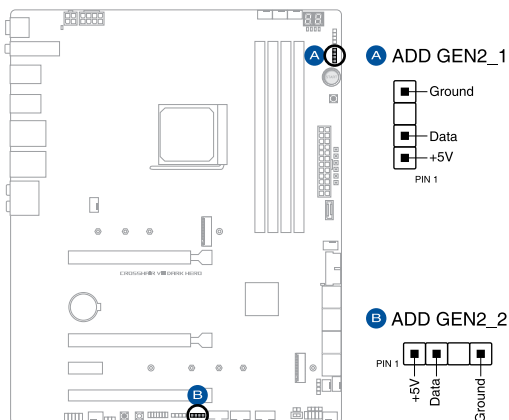 A
A ADD GEN2_1
Ground
Data
+5V
PIN 1
CROSSHAIR VIII DARK HERO
B ADD GEN2_2
PIN 1
+5V
Data
Ground
B